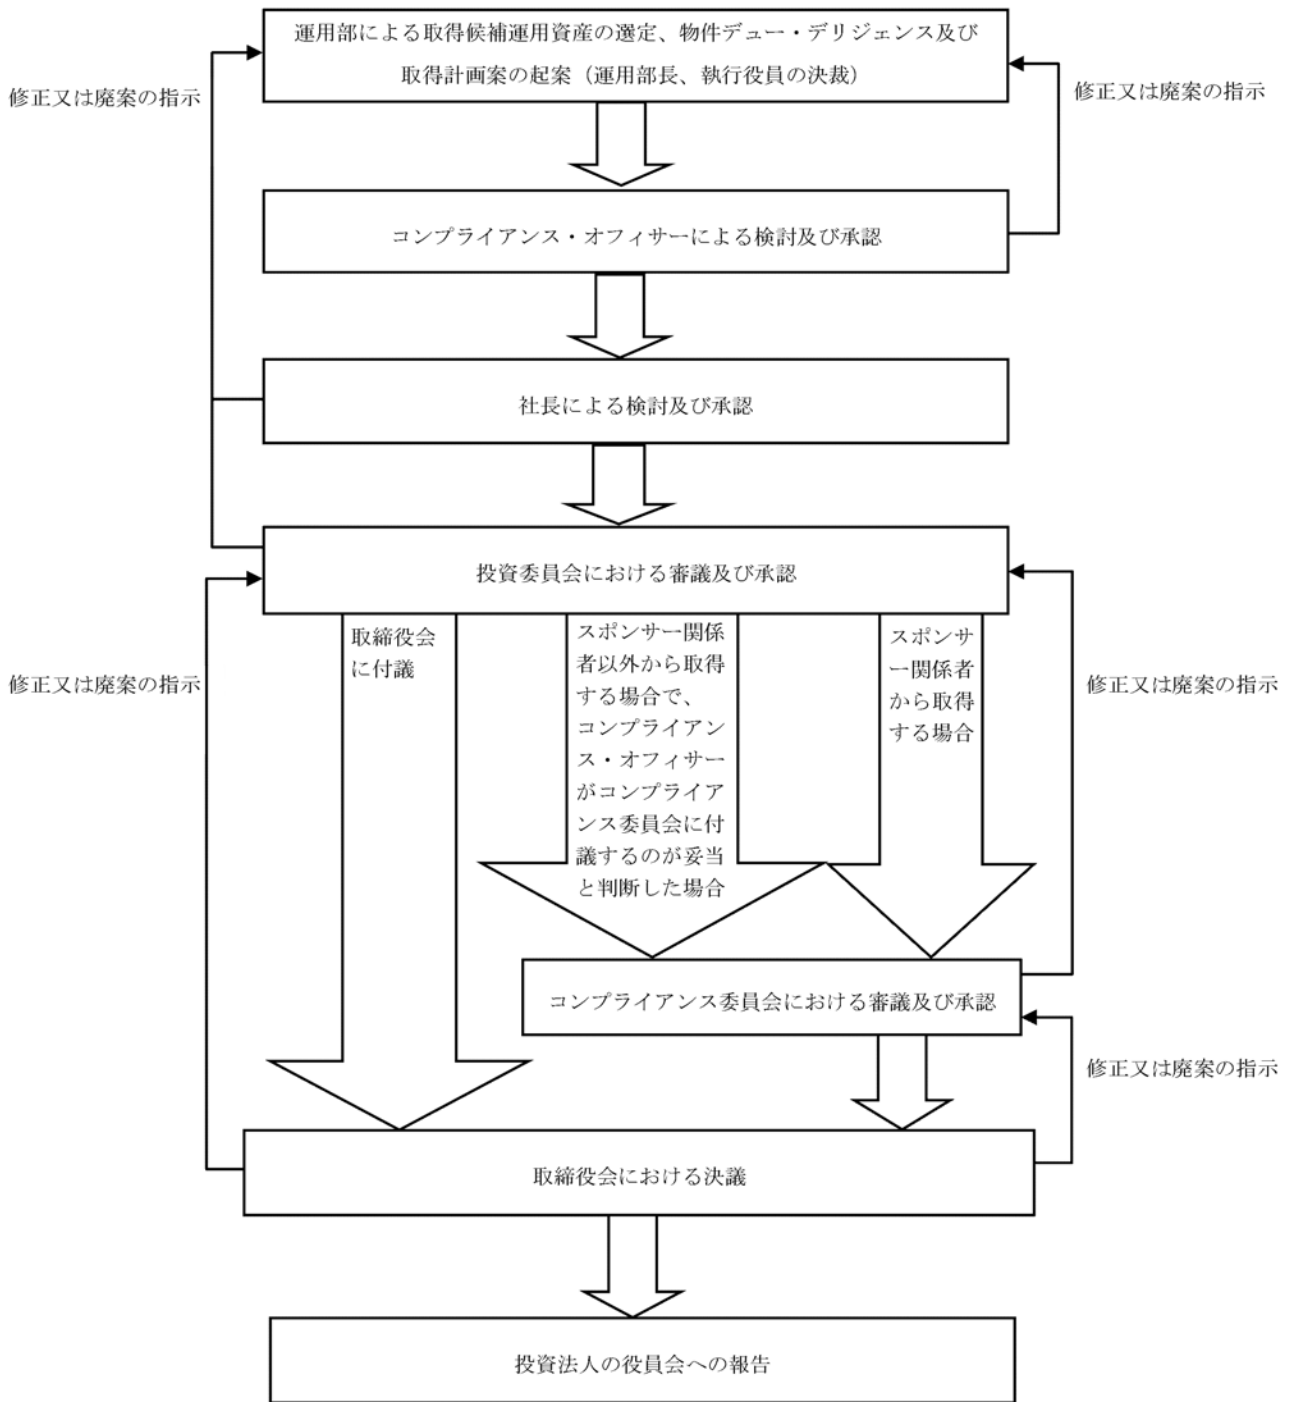 運用部による取得候補運用資産の選定、物件デュー・デリジェンス及び
取得計画案の起案（運用部長、執行役員の決裁）
修正又は廃案の指示
修正又は廃案の指示
コンプライアンス・オフィサーによる検討及び承認
社長による検討及び承認
投資委員会における審議及び承認
取締役会
に付議
スポンサー関係
者以外から取得
する場合で、
コンプライアン
ス・オフィサー
がコンプライア
ンス委員会に付
議するのが妥当
と判断した場合
スポンサ
ー関係者
から取得
する場合
修正又は廃案の指示
修正又は廃案の指示
コンプライアンス委員会における審議及び承認
修正又は廃案の指示
取締役会における決議
投資法人の役員会への報告